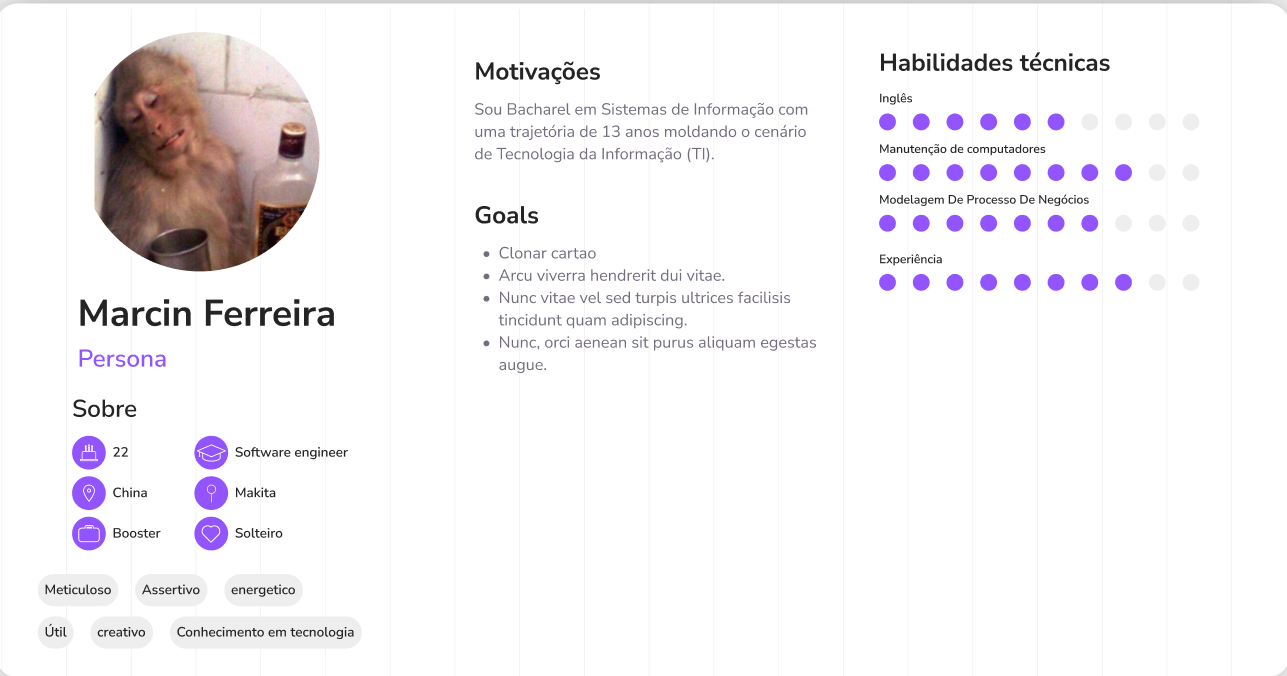 Marcin Ferreira
Persona
Sobre
22
Software engineer
China
Makita
Booster
Solteiro
Meticuloso
Assertivo
energetico
Útil
creativo
Conhecimento em tecnologia
Motivações
Sou Bacharel em Sistemas de Informação com
uma trajetória de 13 anos moldando o cenário
de Tecnologia da Informação (TI).
Goals
Clonar cartao
Arcu viverra hendrerit dui vitae.
Nunc vitae vel sed turpis ultrices facilisis
tincidunt quam adipiscing.
Nunc, orci aenean sit purus aliquam egestas
augue.
Habilidades técnicas
Inglês
Manutenção de computadores
Modelagem De Processo De Negócios
Experiência